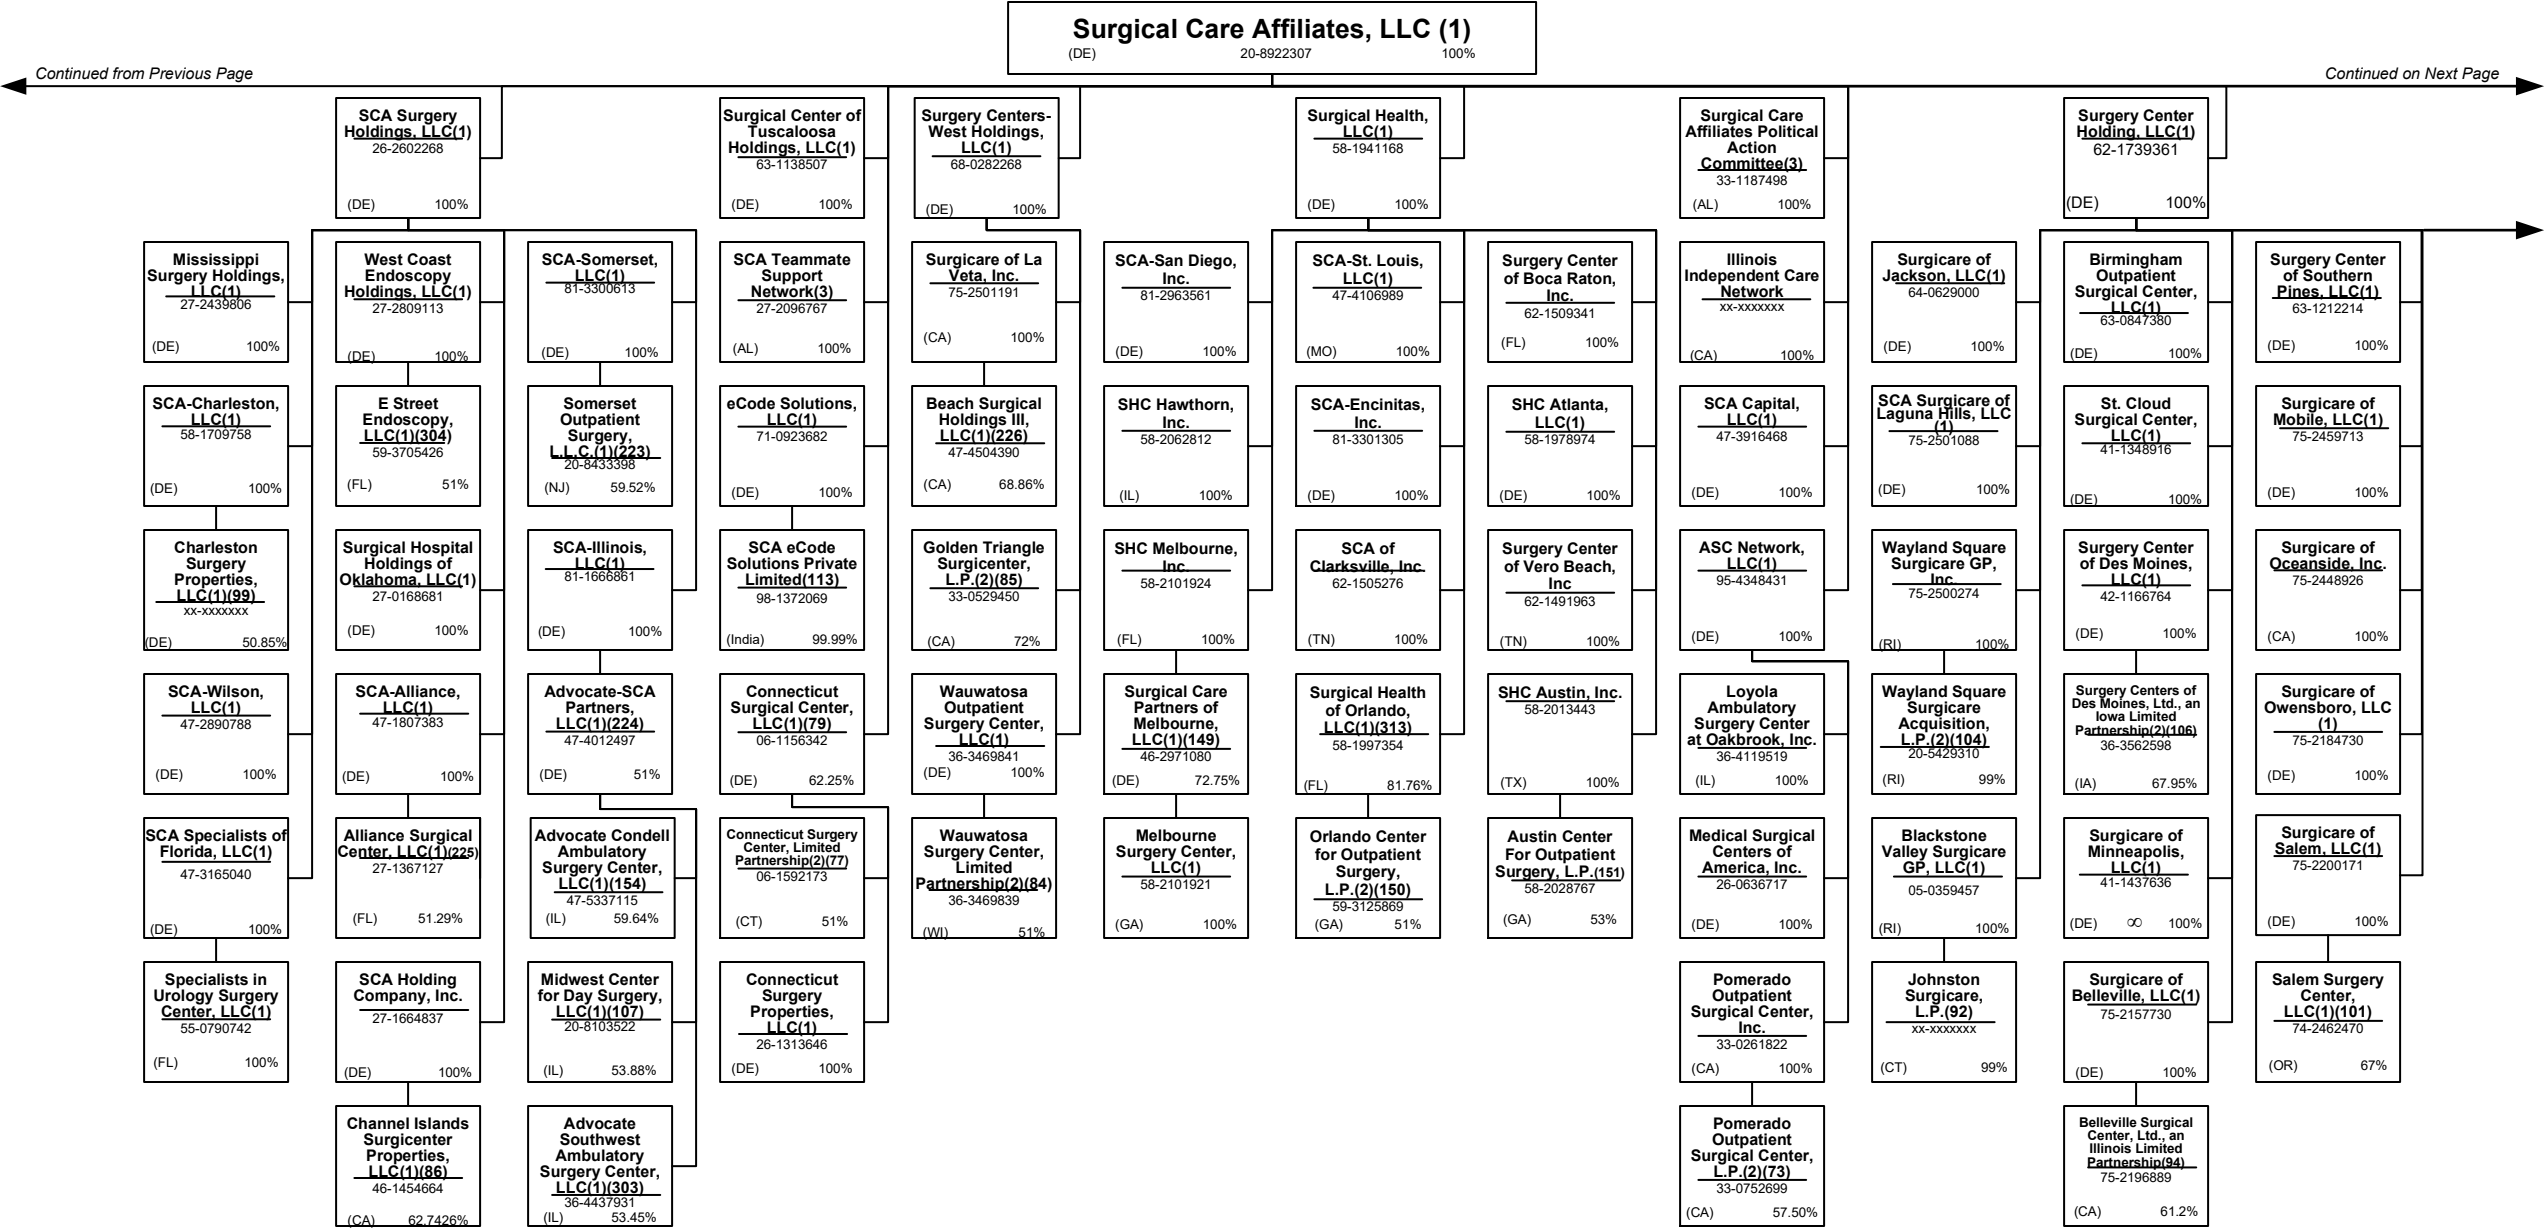 Surgical Care Affiliates, LLC (1)
(DE) 20-8922307 100%
Continued from Previous Page
Continued on Next Page
SCA Surgery
Holdings, LLC(1)
26-2602268
(DE) 100%
Surgical Center of
Tuscaloosa
Holdings, LLC(1)
63-1138507
(DE) 100%
Surgery Centers-
West Holdings,
LLC(1)
68-0282268
(DE) 100%
Surgical Health,
LLC(1)
58-1941168
(DE) 100%
Surgical Care
Affiliates Political
Action
Committee(3)
33-1187498
(AL) 100%
Surgery Center
Holding, LLC(1)
62-1739361
(DE) 100%
Mississippi
Surgery Holdings,
LLC(1)
27-2439806
(DE) 100%
West Coast
Endoscopy
Holdings, LLC(1)
27-2809113
(DE) 100%
SCA-Somerset,
LLC(1)
81-3300613
(DE) 100%
SCA Teammate
Support
Network(3)
27-2096767
(AL) 100%
Surgicare of La
Veta, Inc.
75-2501191
(CA) 100%
SCA-San Diego,
Inc.
81-2963561
(DE) 100%
SCA-St. Louis,
LLC(1)
47-4106989
(MO) 100%
Surgery Center
of Boca Raton,
Inc.
62-1509341
(FL) 100%
Illinois
Independent Care
Network
xx-xxxxxxx
(CA) 100%
Surgicare of
Jackson, LLC(1)
64-0629000
(DE) 100%
Birmingham
Outpatient
Surgical Center,
LLC(1)
63-0847380
(DE) 100%
Surgery Center
of Southern
Pines, LLC(1)
63-1212214
(DE) 100%
SCA-Charleston,
LLC(1)
58-1709758
(DE) 100%
E Street
Endoscopy,
LLC(1)(304)
59-3705426
(FL) 51%
Somerset
Outpatient
Surgery,
L.L.C.(1)(223)
20-8433398
(NJ) 59.52%
eCode Solutions,
LLC(1)
71-0923682
(DE) 100%
Beach Surgical
Holdings III,
LLC(1)(226)
47-4504390
(CA) 68.86%
SHC Hawthorn,
Inc.
58-2062812
(IL) 100%
SCA-Encinitas,
Inc.
81-3301305
(DE) 100%
SHC Atlanta,
LLC(1)
58-1978974
(DE) 100%
SCA Capital,
LLC(1)
47-3916468
(DE) 100%
SCA Surgicare of
Laguna Hills, LLC
(1)
75-2501088
(DE) 100%
St. Cloud
Surgical Center,
LLC(1)
41-1348916
(DE) 100%
Surgicare of
Mobile, LLC(1)
75-2459713
(DE) 100%
Charleston
Surgery
Properties,
LLC(1)(99)
xx-xxxxxxx
(DE) 50.85%
Surgical Hospital
Holdings of
Oklahoma, LLC(1)
27-0168681
(DE) 100%
SCA-Illinois,
LLC(1)
81-1666861
(DE) 100%
SCA eCode
Solutions Private
Limited(113)
98-1372069
(India) 99.99%
Golden Triangle
Surgicenter,
L.P.(2)(85)
33-0529450
(CA) 72%
SHC Melbourne,
Inc.
58-2101924
(FL) 100%
SCA of
Clarksville, Inc.
62-1505276
(TN) 100%
Surgery Center
of Vero Beach,
Inc
62-1491963
(TN) 100%
ASC Network,
LLC(1)
95-4348431
(DE) 100%
Wayland Square
Surgicare GP,
Inc.
75-2500274
(RI) 100%
Surgery Center
of Des Moines,
LLC(1)
42-1166764
(DE) 100%
Surgicare of
Oceanside, Inc.
75-2448926
(CA) 100%
SCA-Wilson,
LLC(1)
47-2890788
(DE) 100%
SCA-Alliance,
LLC(1)
47-1807383
(DE) 100%
Advocate-SCA
Partners,
LLC(1)(224)
47-4012497
(DE) 51%
Connecticut
Surgical Center,
LLC(1)(79)
06-1156342
(DE) 62.25%
Wauwatosa
Outpatient
Surgery Center,
LLC(1)
36-3469841
(DE) 100%
Surgical Care
Partners of
Melbourne,
LLC(1)(149)
46-2971080
(DE) 72.75%
Surgical Health
of Orlando,
LLC(1)(313)
58-1997354
(FL) 81.76%
SHC Austin, Inc.
58-2013443
(TX) 100%
Loyola
Ambulatory
Surgery Center
at Oakbrook, Inc.
36-4119519
(IL) 100%
Wayland Square
Surgicare
Acquisition,
L.P.(2)(104)
20-5429310
(RI) 99%
Surgery Centers of
Des Moines, Ltd., an
Iowa Limited
Partnership(2)(106)
36-3562598
(IA) 67.95%
Surgicare of
Owensboro, LLC
(1)
75-2184730
(DE) 100%
SCA Specialists of
Florida, LLC(1)
47-3165040
(DE) 100%
Alliance Surgical
Center, LLC(1)(225)
27-1367127
(FL) 51.29%
Advocate Condell
Ambulatory
Surgery Center,
LLC(1)(154)
47-5337115
(IL) 59.64%
Connecticut Surgery
Center, Limited
Partnership(2)(77)
06-1592173
(CT) 51%
Wauwatosa
Surgery Center,
Limited
Partnership(2)(84)
36-3469839
(WI) 51%
Melbourne
Surgery Center,
LLC(1)
58-2101921
(GA) 100%
Orlando Center
for Outpatient
Surgery,
L.P.(2)(150)
59-3125869
(GA) 51%
Austin Center
For Outpatient
Surgery, L.P.(151)
58-2028767
(GA) 53%
Medical Surgical
Centers of
America, Inc.
26-0636717
(DE) 100%
Blackstone
Valley Surgicare
GP, LLC(1)
05-0359457
(RI) 100%
Surgicare of
Minneapolis,
LLC(1)
41-1437636
(DE) ∞ 100%
Surgicare of
Salem, LLC(1)
75-2200171
(DE) 100%
Specialists in
Urology Surgery
Center, LLC(1)
55-0790742
(FL) 100%
SCA Holding
Company, Inc.
27-1664837
(DE) 100%
Midwest Center
for Day Surgery,
LLC(1)(107)
20-8103522
(IL) 53.88%
Connecticut
Surgery
Properties,
LLC(1)
26-1313646
(DE) 100%
Pomerado
Outpatient
Surgical Center,
Inc.
33-0261822
(CA) 100%
Johnston
Surgicare,
L.P.(92)
xx-xxxxxxx
(CT) 99%
Surgicare of
Belleville, LLC(1)
75-2157730
(DE) 100%
Salem Surgery
Center,
LLC(1)(101)
74-2462470
(OR) 67%
Channel Islands
Surgicenter
Properties,
LLC(1)(86)
46-1454664
(CA) 62.7426%
Advocate
Southwest
Ambulatory
Surgery Center,
LLC(1)(303)
36-4437931
(IL) 53.45%
Pomerado
Outpatient
Surgical Center,
L.P.(2)(73)
33-0752699
(CA) 57.50%
Belleville Surgical
Center, Ltd., an
Illinois Limited
Partnership(94)
75-2196889
(CA) 61.2%